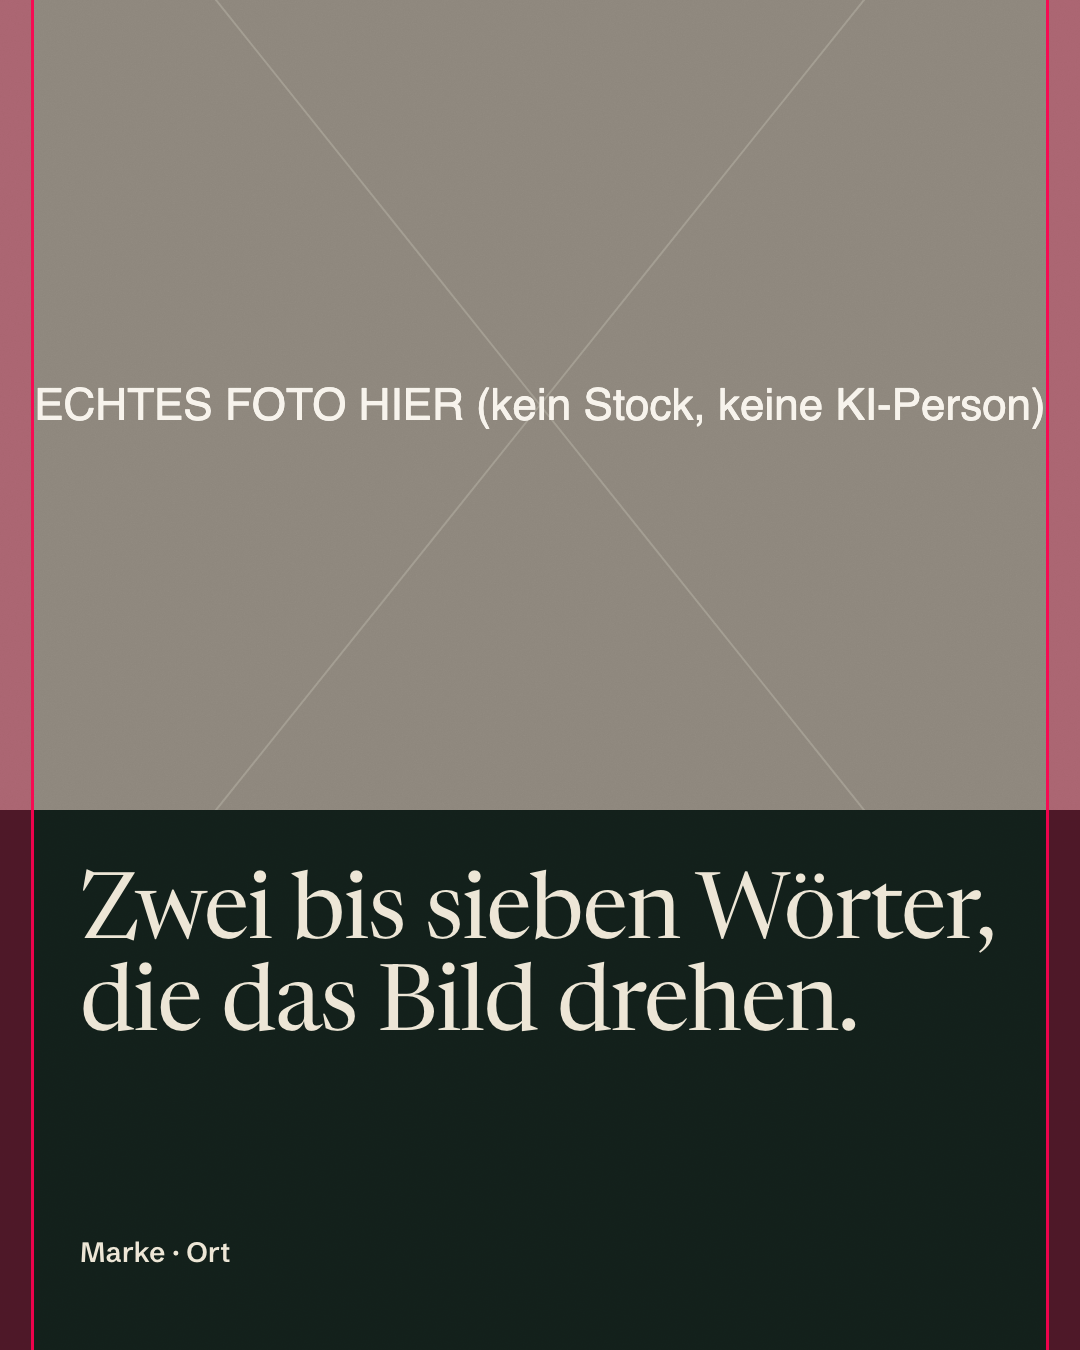 ECHTES FOTO HIER (kein Stock, keine KI-Person)
Zwei bis sieben Wörter,
die das Bild drehen.
Marke · Ort